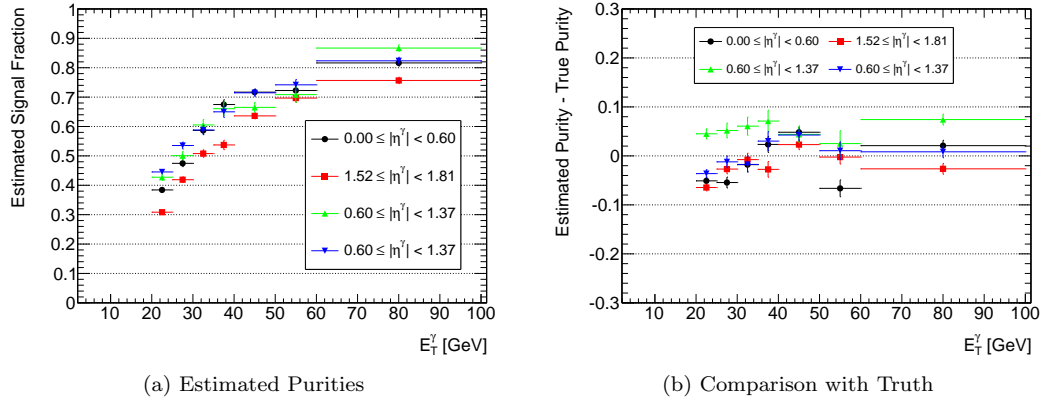 Estimated Signal Fraction
1
0.9
0.8
0.7
0.6
0.5
0.4
0.3
0.2
0.1
0
0.00 ≤ |η^γ| < 0.60
1.52 ≤ |η^γ| < 1.81
0.60 ≤ |η^γ| < 1.37
0.60 ≤ |η^γ| < 1.37
10 20 30 40 50 60 70 80 90 100
E_T^γ [GeV]
(a) Estimated Purities
Estimated Purity - True Purity
0.3
0.2
0.1
0
-0.1
-0.2
-0.3
0.00 ≤ |η^γ| < 0.60 1.52 ≤ |η^γ| < 1.81
0.60 ≤ |η^γ| < 1.37 0.60 ≤ |η^γ| < 1.37
10 20 30 40 50 60 70 80 90 100
E_T^γ [GeV]
(b) Comparison with Truth